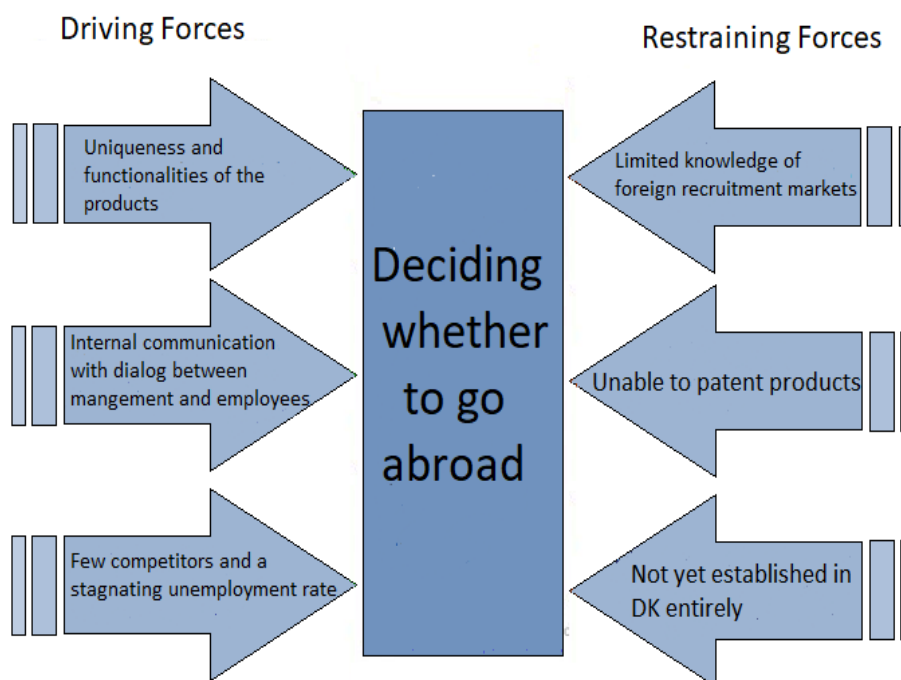 Driving Forces
Restraining Forces
Uniqueness and
functionalities of the
products
Internal communication
with dialog between
mangement and employees
Few competitors and a
stagnating unemployment rate
Deciding
whether
to go
abroad
Limited knowledge of
foreign recruitment markets
Unable to patent products
Not yet established in
DK entirely